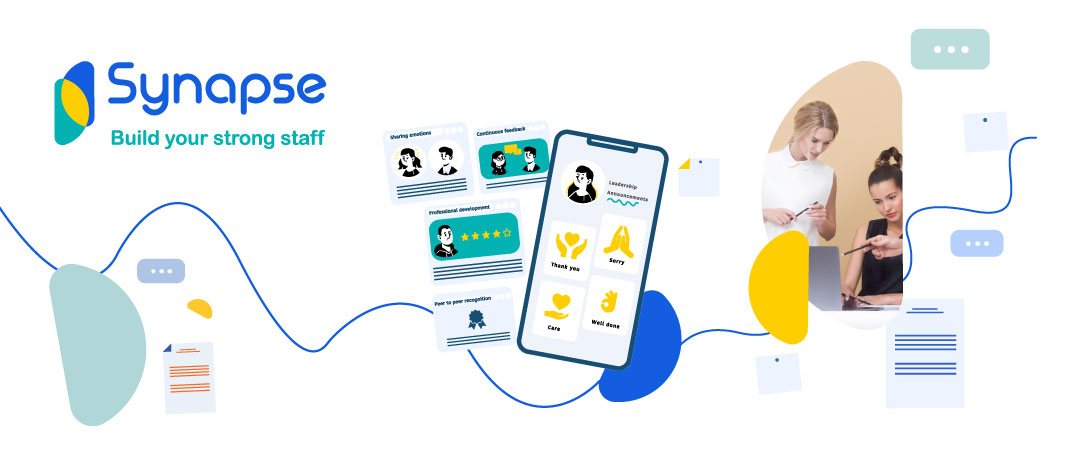 Synapse
Build your strong staff
Sharing emotions
Continuous feedback
Professional development
Peer to peer recognition
Leadership
Announcements
Thank you
Sorry
Care
Well done